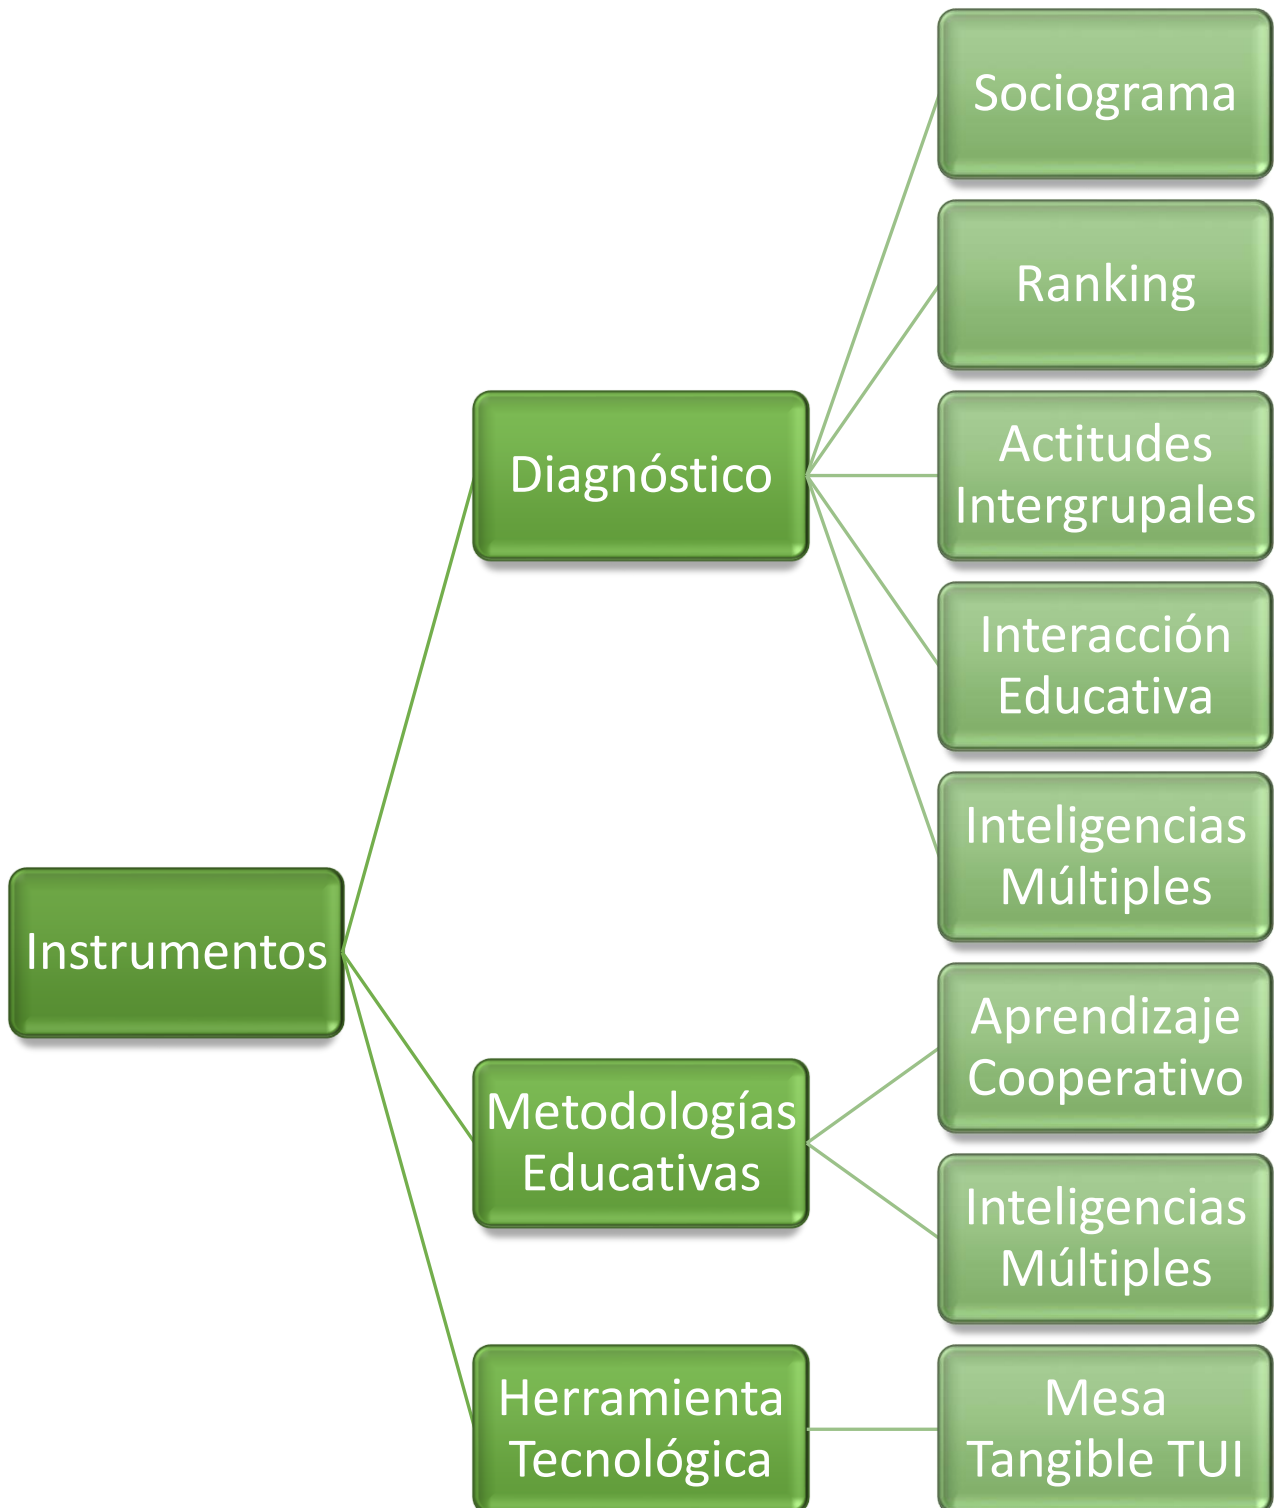 Instrumentos
Diagnóstico
Sociograma
Ranking
Actitudes
Intergrupales
Interacción
Educativa
Inteligencias
Múltiples
Metodologías
Educativas
Aprendizaje
Cooperativo
Inteligencias
Múltiples
Herramienta
Tecnológica
Mesa
Tangible TUI